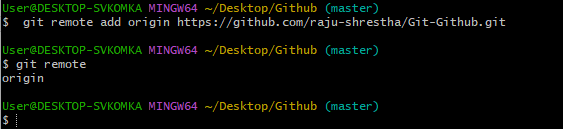 User@DESKTOP-SVKOMKA MINGW64 ~/Desktop/Github (master)
$  git remote add origin https://github.com/raju-shrestha/Git-Github.git
User@DESKTOP-SVKOMKA MINGW64 ~/Desktop/Github (master)
$ git remote
origin
User@DESKTOP-SVKOMKA MINGW64 ~/Desktop/Github (master)
$